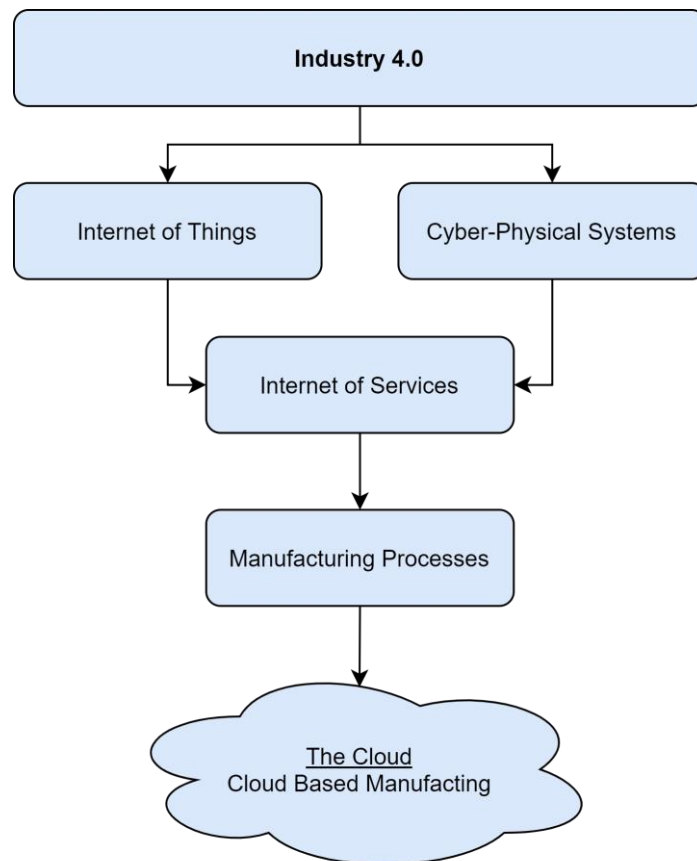 Industry 4.0
Internet of Things
Cyber-Physical Systems
Internet of Services
Manufacturing Processes
The Cloud
Cloud Based Manufacting